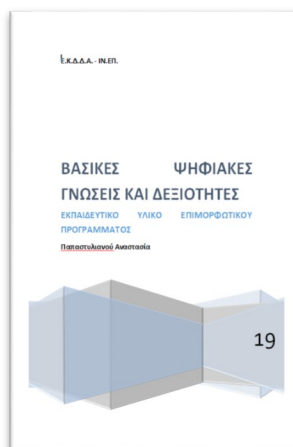 Ε.Κ.Δ.Δ.Α. - ΙΝ.ΕΠ.
ΒΑΣΙΚΕΣ ΨΗΦΙΑΚΕΣ
ΓΝΩΣΕΙΣ ΚΑΙ ΔΕΞΙΟΤΗΤΕΣ
ΕΚΠΑΙΔΕΥΤΙΚΟ ΥΛΙΚΟ ΕΠΙΜΟΡΦΩΤΙΚΟΥ
ΠΡΟΓΡΑΜΜΑΤΟΣ
Παπαστυλιανού Αναστασία
19